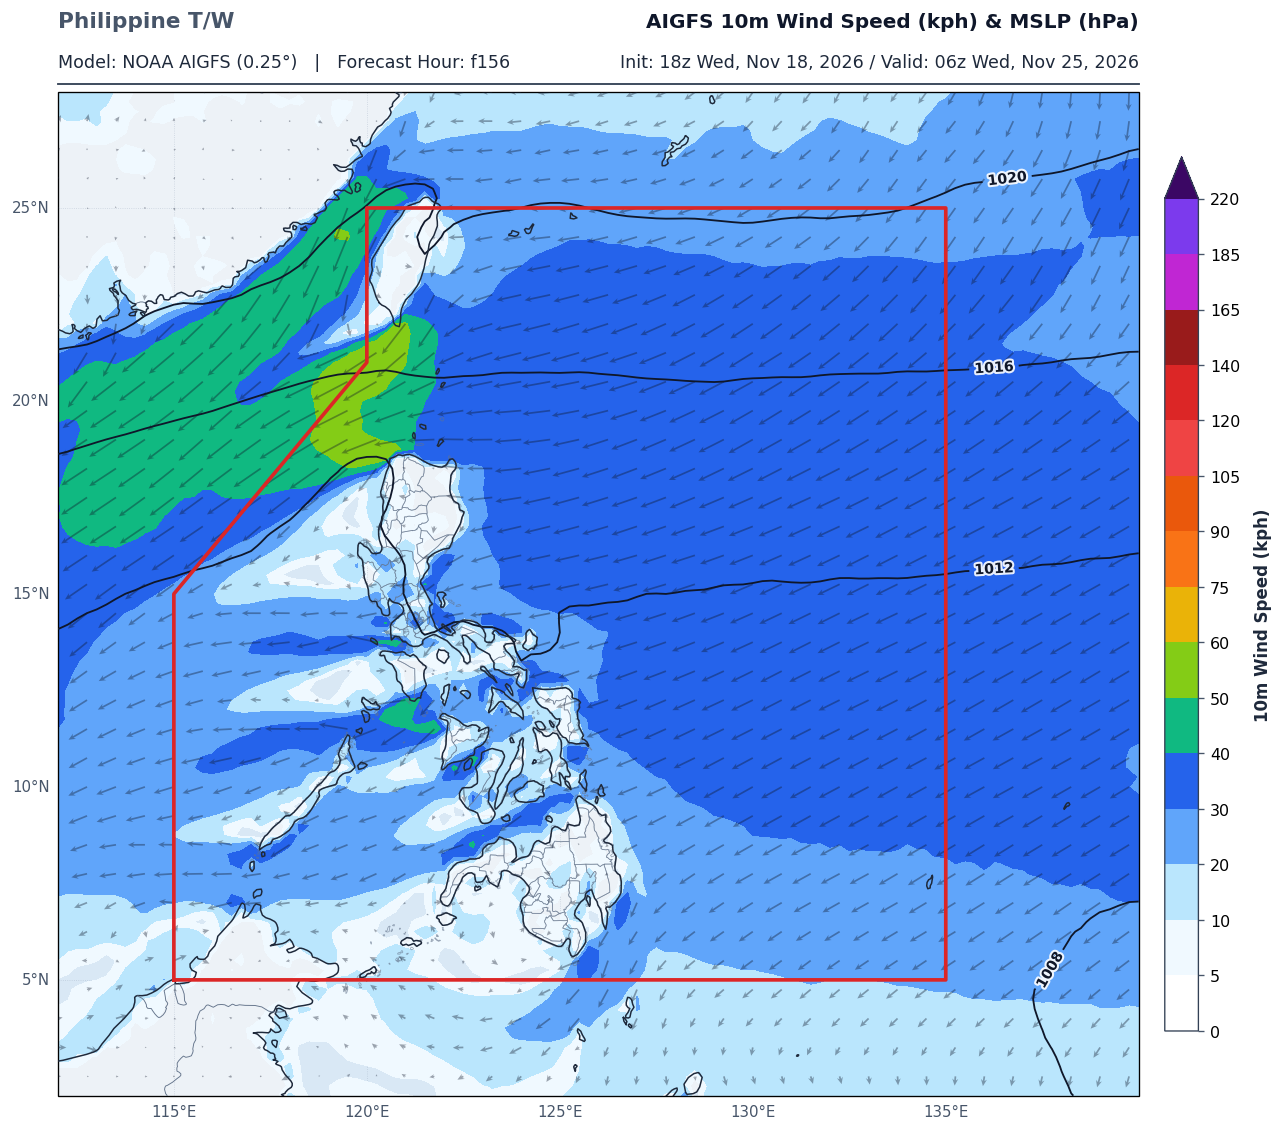 Philippine T/W
AIGFS 10m Wind Speed (kph) & MSLP (hPa)
Model: NOAA AIGFS (0.25°) | Forecast Hour: f156
Init: 18z Wed, Nov 18, 2026 / Valid: 06z Wed, Nov 25, 2026
1020
1016
1012
1008
25°N
20°N
15°N
10°N
5°N
115°E
120°E
125°E
130°E
135°E
220
185
165
140
120
105
90
75
60
50
40
30
20
10
5
0
10m Wind Speed (kph)